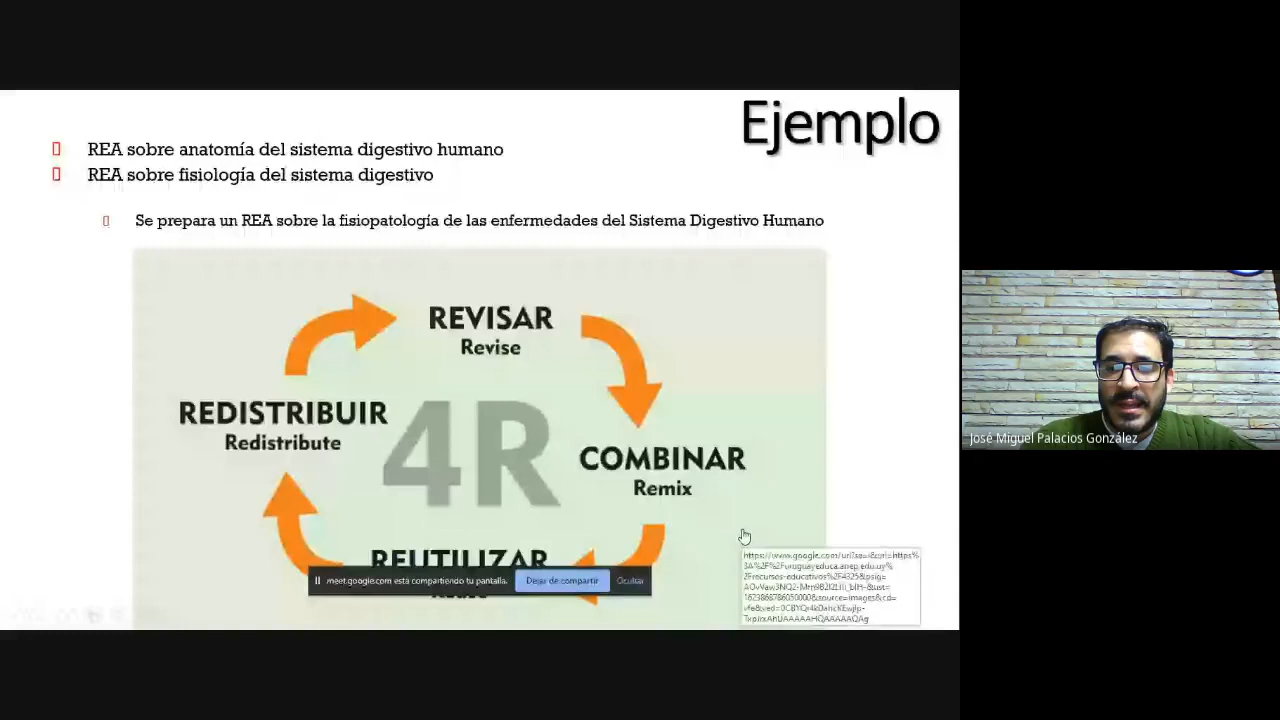 Ejemplo
REA sobre anatomía del sistema digestivo humano
REA sobre fisiología del sistema digestivo
Se prepara un REA sobre la fisiopatología de las enfermedades del Sistema Digestivo Humano
REVISAR
Revise
REDISTRIBUIR
Redistribute
4R
COMBINAR
Remix
REUTILIZAR
meet.google.com está compartiendo tu pantalla.
Dejar de compartir
Ocultar
José Miguel Palacios González